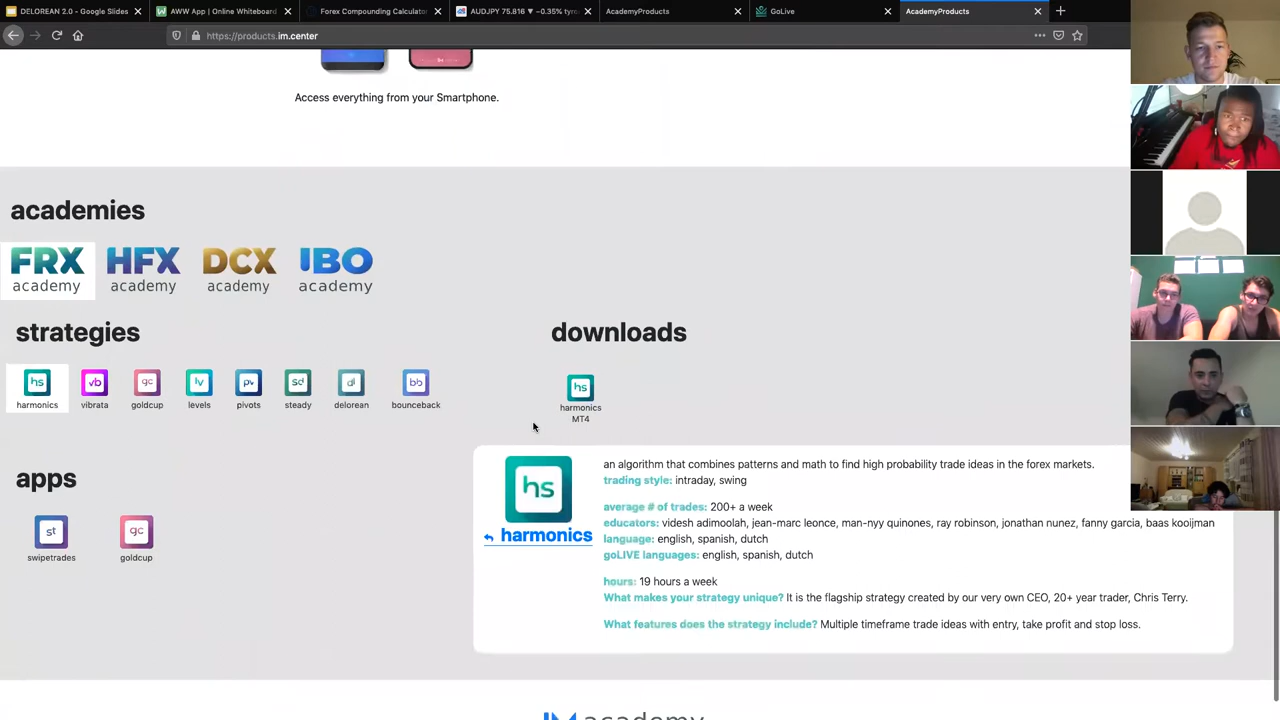 DELOREAN 2.0 - Google Slides
AWW App | Online Whiteboard
Forex Compounding Calculator
AUDJPY 75.816 ▼ −0.35%
AcademyProducts
GoLive
AcademyProducts
https://products.im.center
Access everything from your Smartphone.
academies
FRX academy
HFX academy
DCX academy
IBO academy
strategies
downloads
hs
vb
gc
lv
pv
sd
dl
bb
harmonics
vibrata
goldcup
levels
pivots
steady
delorean
bounceback
hs
harmonics
MT4
apps
st
gc
swipetrades
goldcup
hs
harmonics
an algorithm that combines patterns and math to find high probability trade ideas in the forex markets.
trading style: intraday, swing
average # of trades: 200+ a week
educators: videsh adimoolah, jean-marc leonce, man-nyy quinones, ray robinson, jonathan nunez, fanny garcia, baas kooijman
language: english, spanish, dutch
goLIVE languages: english, spanish, dutch
hours: 19 hours a week
What makes your strategy unique? It is the flagship strategy created by our very own CEO, 20+ year trader, Chris Terry.
What features does the strategy include? Multiple timeframe trade ideas with entry, take profit and stop loss.
academy